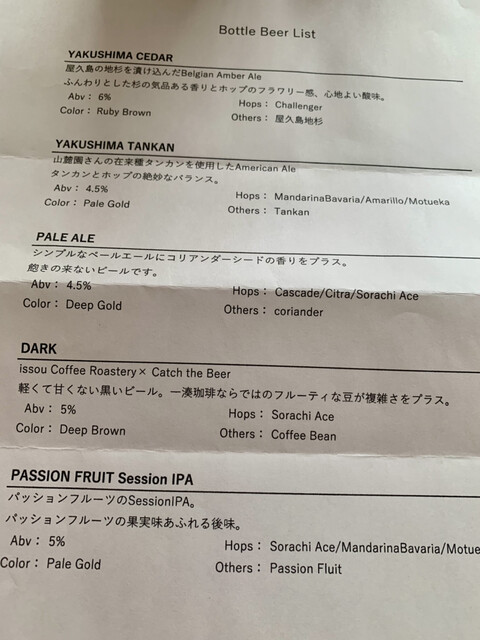 Bottle Beer List
YAKUSHIMA CEDAR
屋久島の地杉を漬け込んだBelgian Amber Ale
ふんわりとした杉の気品ある香りとホップのフラワリー感、心地よい酸味。
Abv： 6%
Hops： Challenger
Color： Ruby Brown
Others： 屋久島地杉
YAKUSHIMA TANKAN
山麓園さんの在来種タンカンを使用したAmerican Ale
タンカンとホップの絶妙なバランス。
Abv： 4.5%
Hops： MandarinaBavaria/Amarillo/Motueka
Color： Pale Gold
Others： Tankan
PALE ALE
シンプルなペールエールにコリアンダーシードの香りをプラス。
飽きの来ないビールです。
Abv： 4.5%
Hops： Cascade/Citra/Sorachi Ace
Color： Deep Gold
Others： coriander
DARK
issou Coffee Roastery× Catch the Beer
軽くて甘くない黒いビール。一湊珈琲ならではのフルーティな豆が複雑さをプラス。
Abv： 5%
Hops： Sorachi Ace
Color： Deep Brown
Others： Coffee Bean
PASSION FRUIT Session IPA
パッションフルーツのSessionIPA。
パッションフルーツの果実味あふれる後味。
Abv： 5%
Hops： Sorachi Ace/MandarinaBavaria/Motue
Color： Pale Gold
Others： Passion Fluit